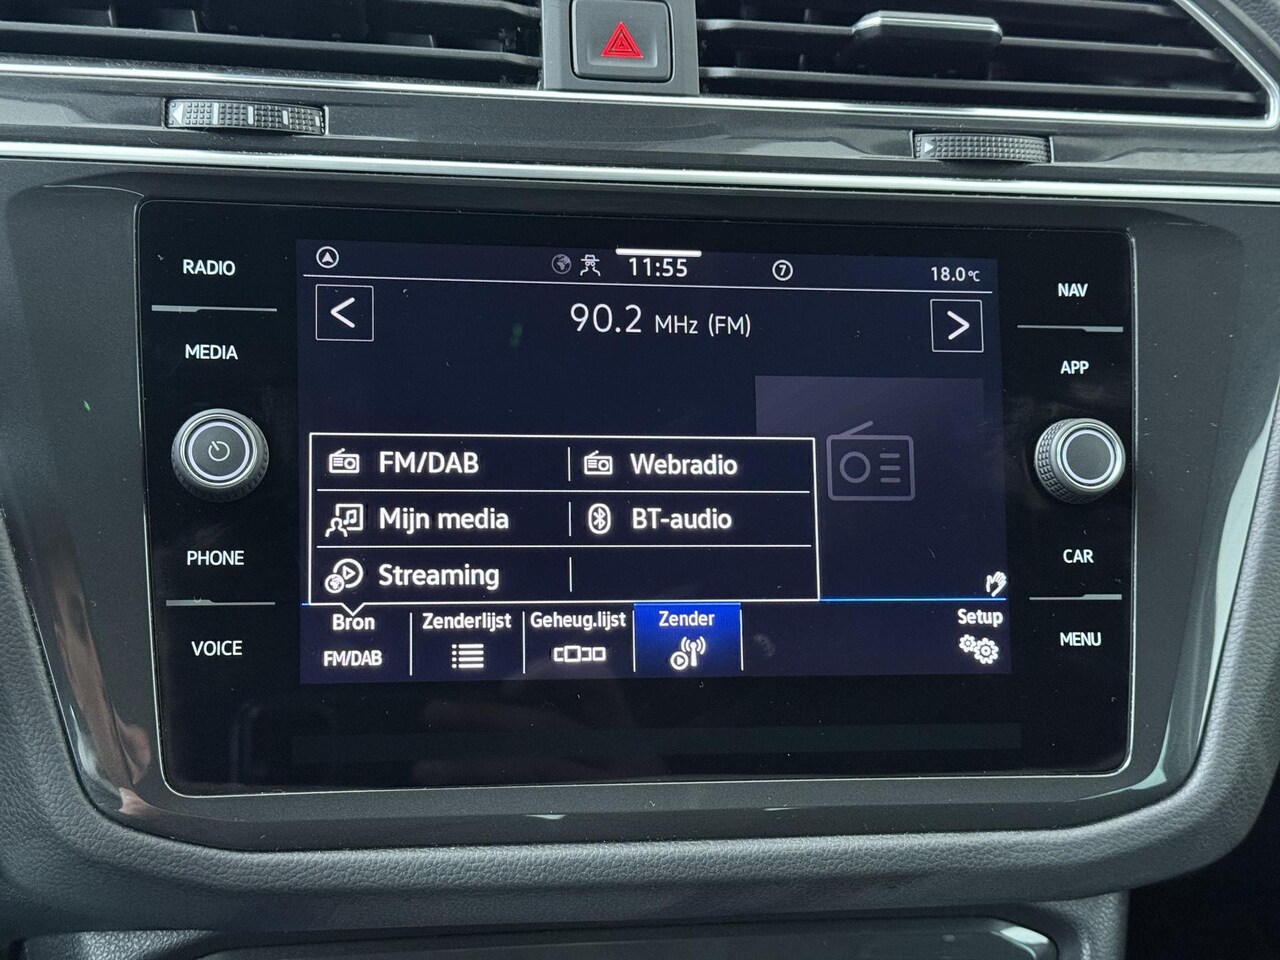 RADIO
MEDIA
PHONE
VOICE
11:55
7
18.0°C
<
90.2 MHz (FM)
>
FM/DAB
Webradio
Mijn media
BT-audio
Streaming
Bron
FM/DAB
Zenderlijst
Geheug.lijst
Zender
Setup
NAV
APP
CAR
MENU